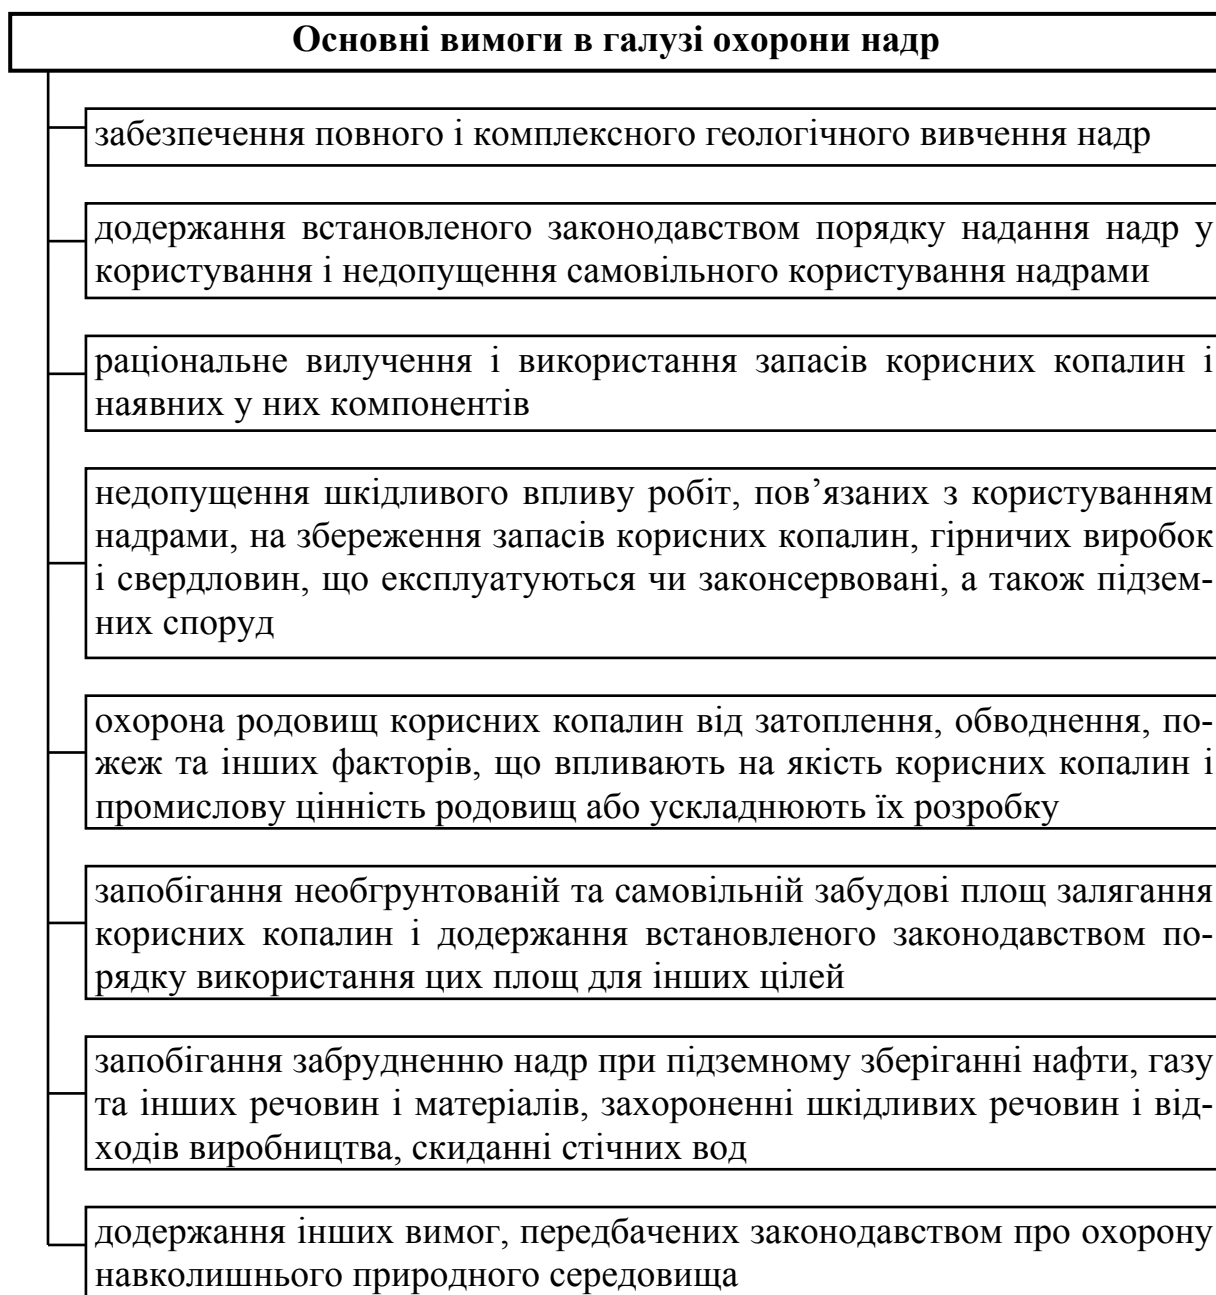 Основні вимоги в галузі охорони надр
забезпечення повного і комплексного геологічного вивчення надр
додержання встановленого законодавством порядку надання надр у
користування і недопущення самовільного користування надрами
раціональне вилучення і використання запасів корисних копалин і
наявних у них компонентів
недопущення шкідливого впливу робіт, пов’язаних з користуванням
надрами, на збереження запасів корисних копалин, гірничих виробок
і свердловин, що експлуатуються чи законсервовані, а також підзем-
них споруд
охорона родовищ корисних копалин від затоплення, обводнення, по-
жеж та інших факторів, що впливають на якість корисних копалин і
промислову цінність родовищ або ускладнюють їх розробку
запобігання необгрунтованій та самовільній забудові площ залягання
корисних копалин і додержання встановленого законодавством по-
рядку використання цих площ для інших цілей
запобігання забрудненню надр при підземному зберіганні нафти, газу
та інших речовин і матеріалів, захороненні шкідливих речовин і від-
ходів виробництва, скиданні стічних вод
додержання інших вимог, передбачених законодавством про охорону
навколишнього природного середовища